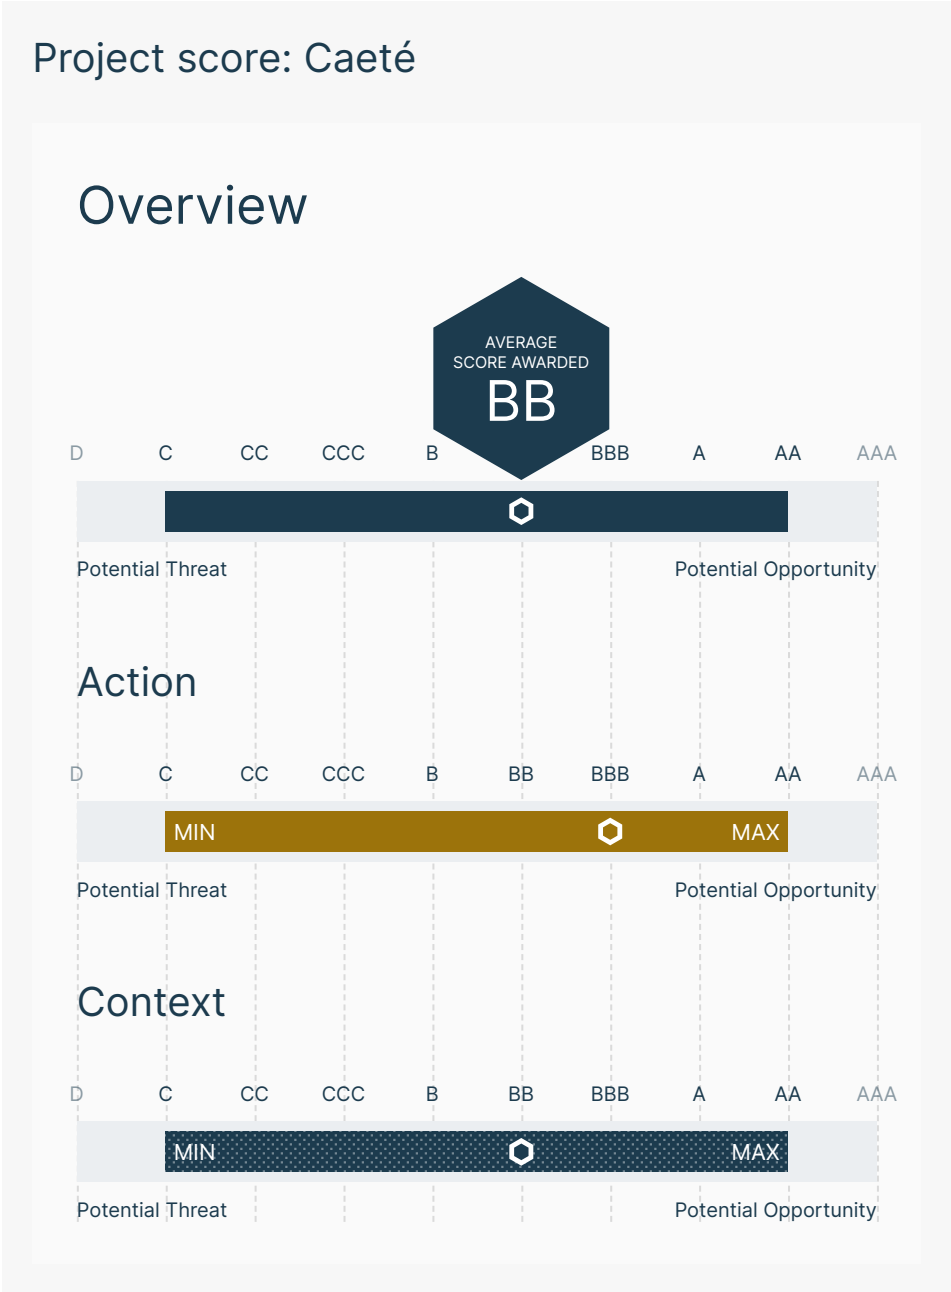 Project score: Caeté
Overview
AVERAGE
SCORE AWARDED
BB
D C CC CCC B BBB A AA AAA
Potential Threat Potential Opportunity
Action
D C CC CCC B BB BBB A AA AAA
MIN MAX
Potential Threat Potential Opportunity
Context
D C CC CCC B BB BBB A AA AAA
MIN MAX
Potential Threat Potential Opportunity